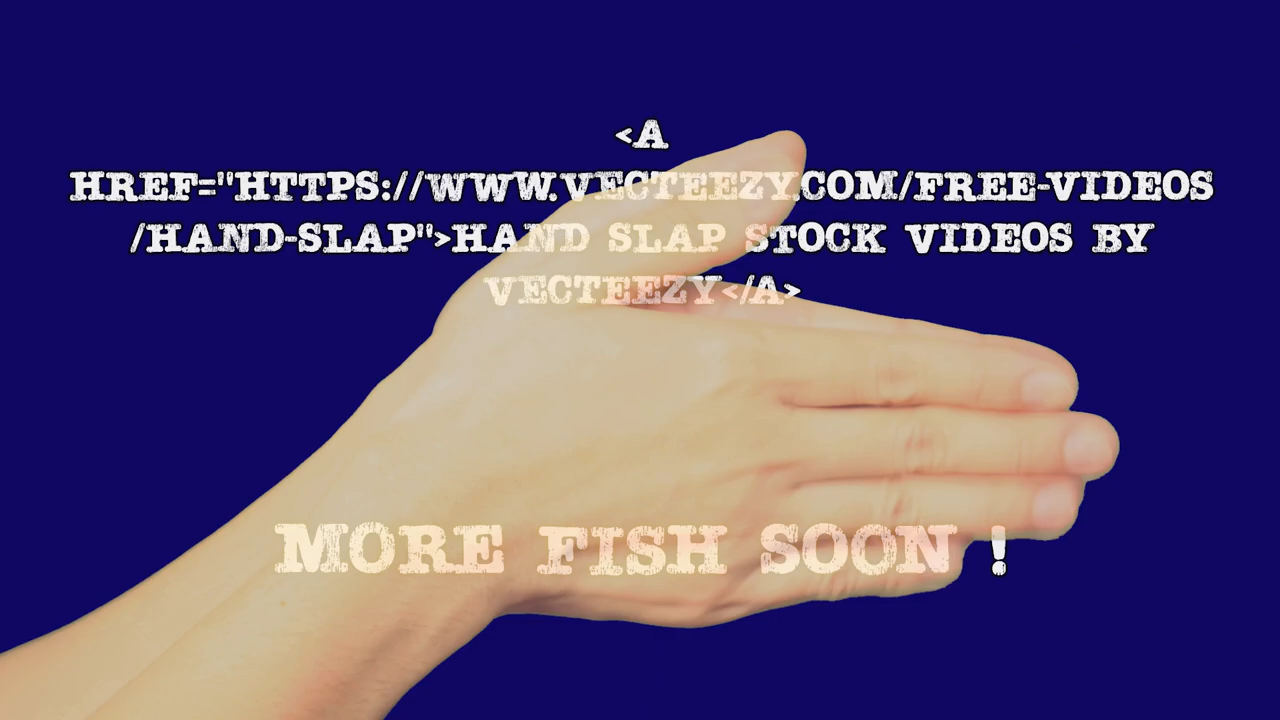 <A
HREF="HTTPS://WWW.VECTEEZY.COM/FREE-VIDEOS
/HAND-SLAP">HAND SLAP STOCK VIDEOS BY
VECTEEZY</A>
MORE FISH SOON !